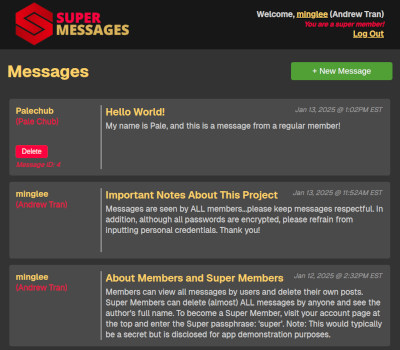 SUPER
MESSAGES
Welcome, minglee (Andrew Tran)
You are a super member!
Log Out
Messages
+ New Message
Palechub
(Pale Chub)
Delete
Message ID: 4
Hello World!
Jan 13, 2025 @ 1:02PM EST
My name is Pale, and this is a message from a regular member!
minglee
(Andrew Tran)
Important Notes About This Project
Jan 13, 2025 @ 11:52AM EST
Messages are seen by ALL members...please keep messages respectful. In
addition, although all passwords are encrypted, please refrain from
inputting personal credentials. Thank you!
minglee
(Andrew Tran)
About Members and Super Members
Jan 12, 2025 @ 2:32PM EST
Members can view all messages by users and delete their own posts.
Super Members can delete (almost) ALL messages by anyone and see the
author's full name. To become a Super Member, visit your account page
at the top and enter the Super passphrase: 'super'. Note: This would typically
be a secret but is disclosed for app demonstration purposes.